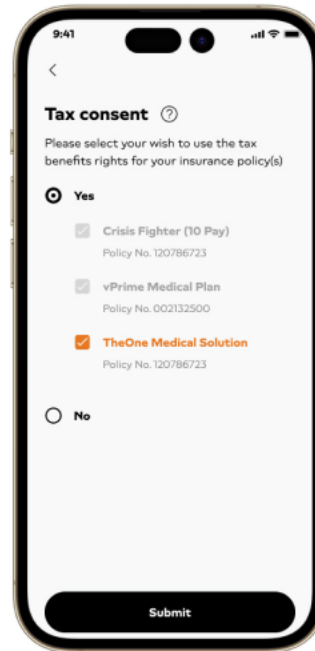 9:41
Tax consent ?
Please select your wish to use the tax
benefits rights for your insurance policy(s)
Yes
Crisis Fighter (10 Pay)
Policy No. 120786723
vPrime Medical Plan
Policy No. 002132500
TheOne Medical Solution
Policy No. 120786723
No
Submit